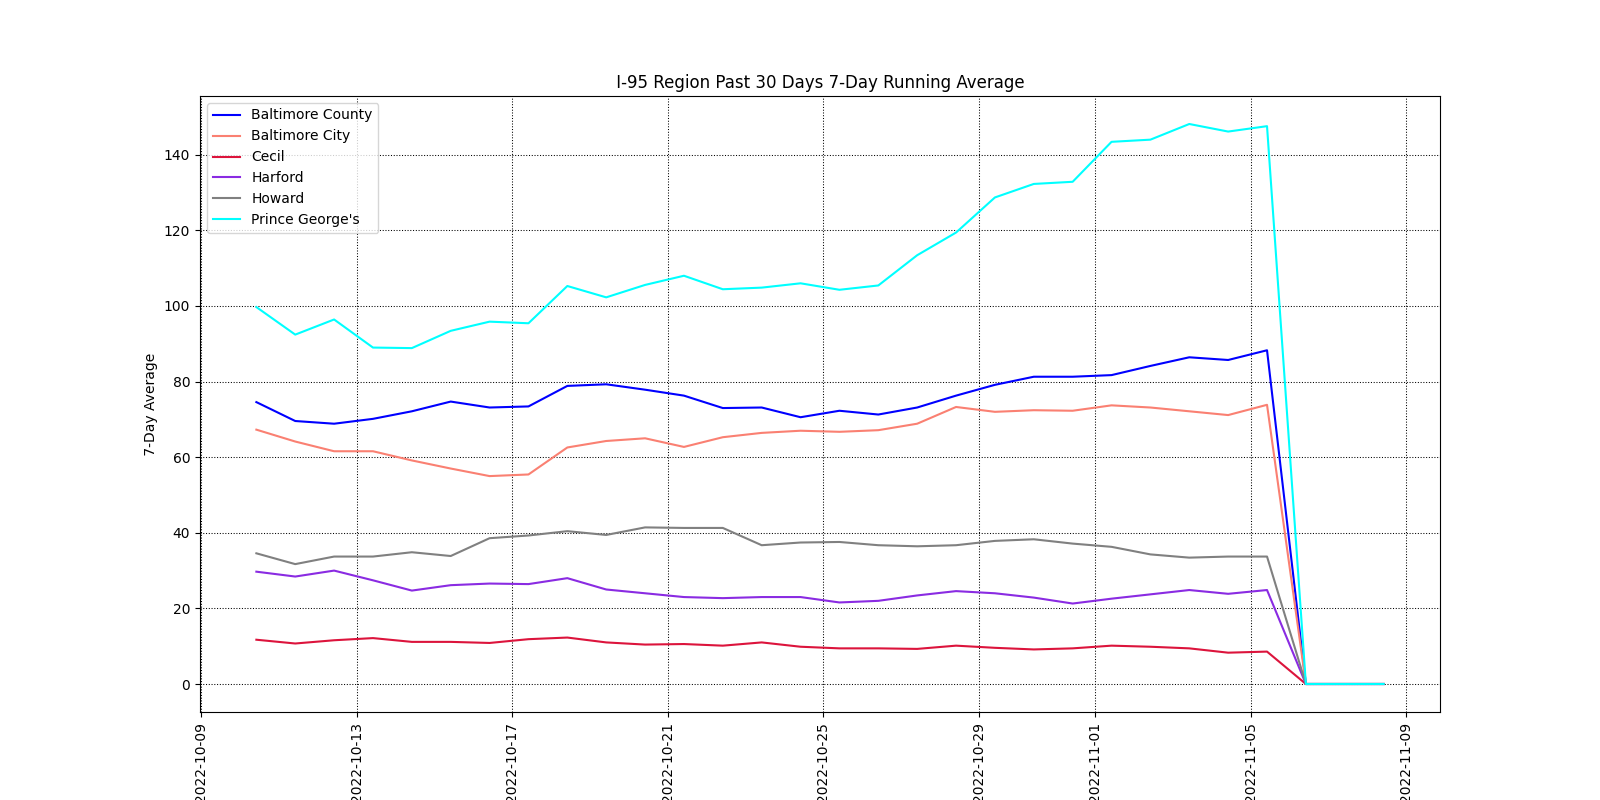 I-95 Region Past 30 Days 7-Day Running Average
Baltimore County
Baltimore City
Cecil
Harford
Howard
Prince George's
140
120
100
80
60
40
20
0
7-Day Average
2022-10-09
2022-10-13
2022-10-17
2022-10-21
2022-10-25
2022-10-29
2022-11-01
2022-11-05
2022-11-09